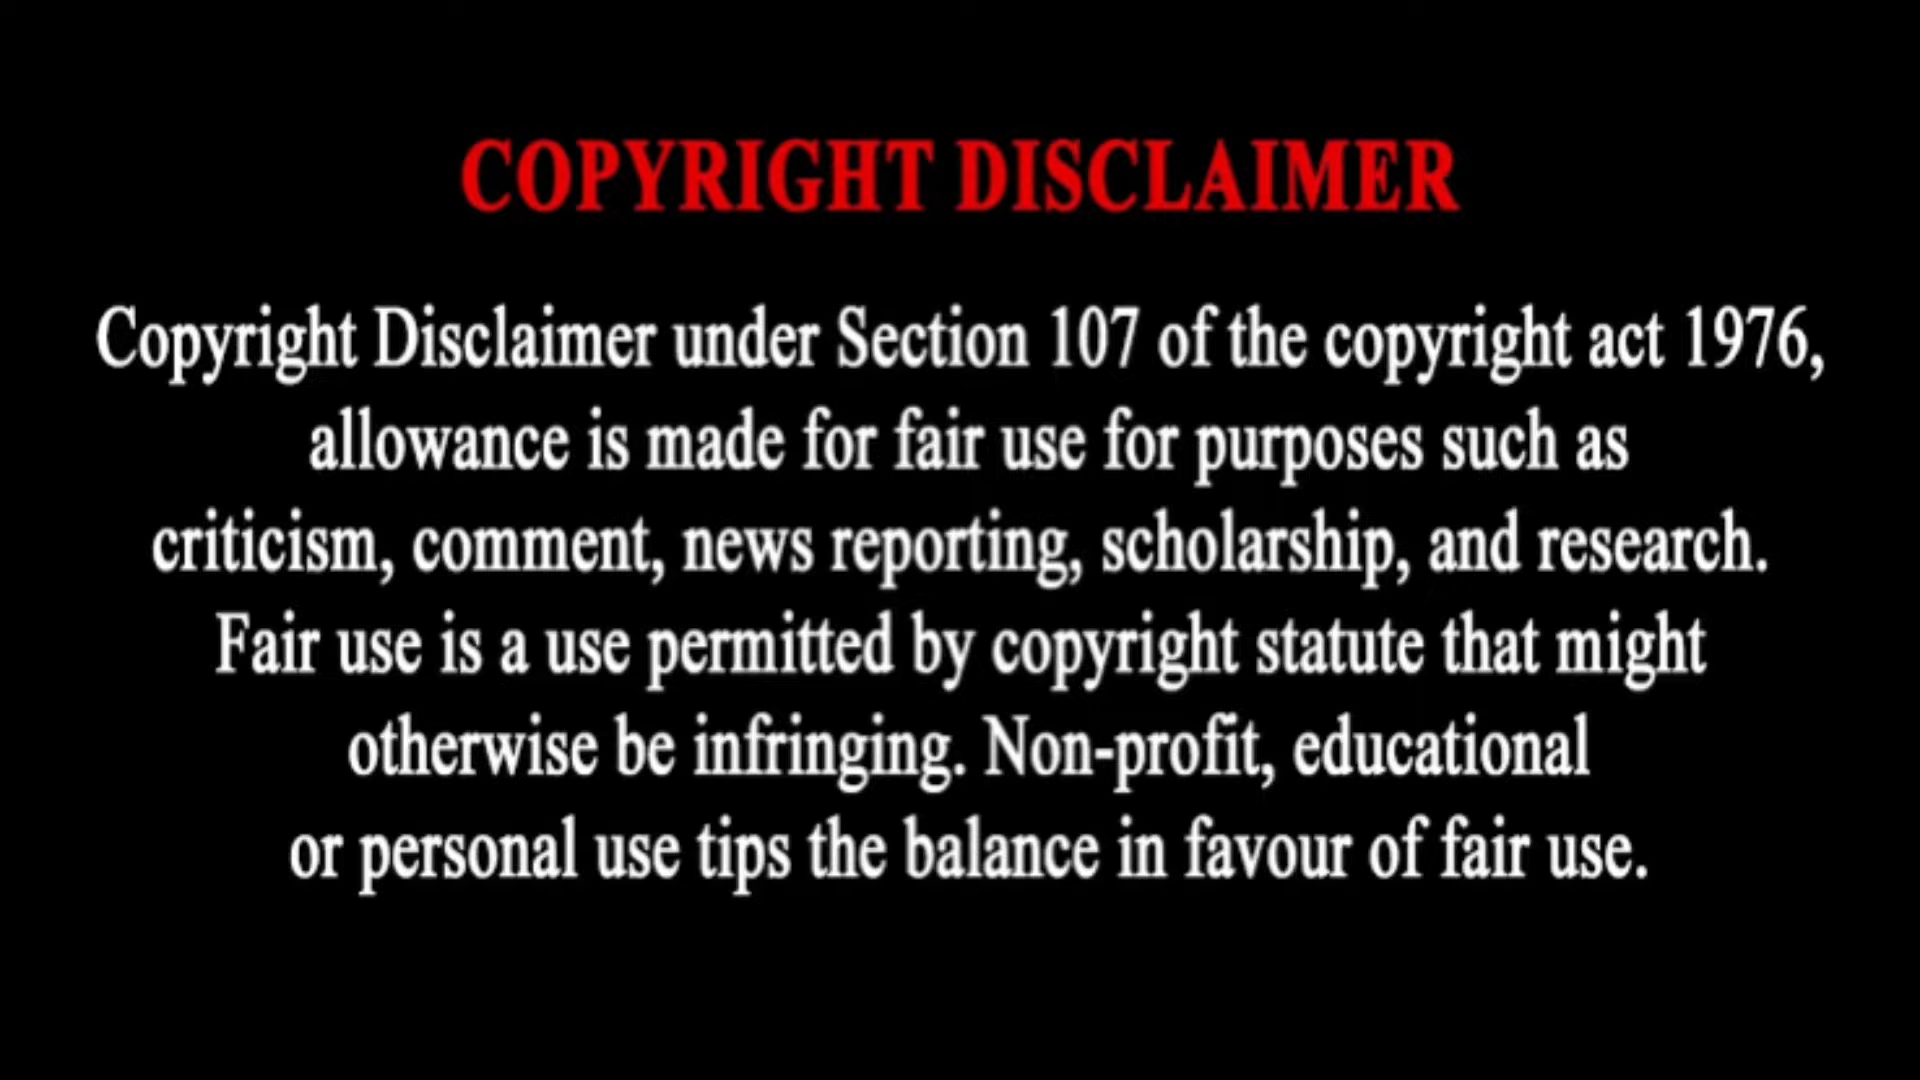 COPYRIGHT DISCLAIMER
Copyright Disclaimer under Section 107 of the copyright act 1976,
allowance is made for fair use for purposes such as
criticism, comment, news reporting, scholarship, and research.
Fair use is a use permitted by copyright statute that might
otherwise be infringing. Non-profit, educational
or personal use tips the balance in favour of fair use.